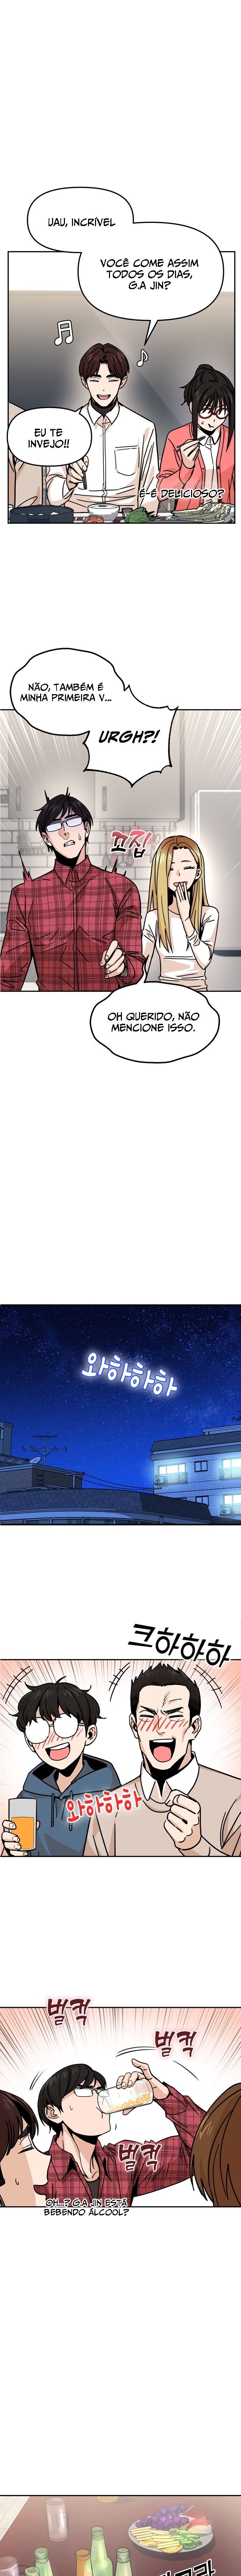 UAU, INCRÍVEL
VOCÊ COME ASSIM
TODOS OS DIAS,
G.A JIN?
EU TE
INVEJO!!
É-É DELICIOSO?
NÃO, TAMBÉM É
MINHA PRIMEIRA V...
URGH?!
꼬집
OH QUERIDO, NÃO
MENCIONE ISSO.
와하하하
크하하하
와하하하
벌컥
벌컥
벌컥
OH...? GA JIN ESTÁ
BEBENDO ÁLCOOL?